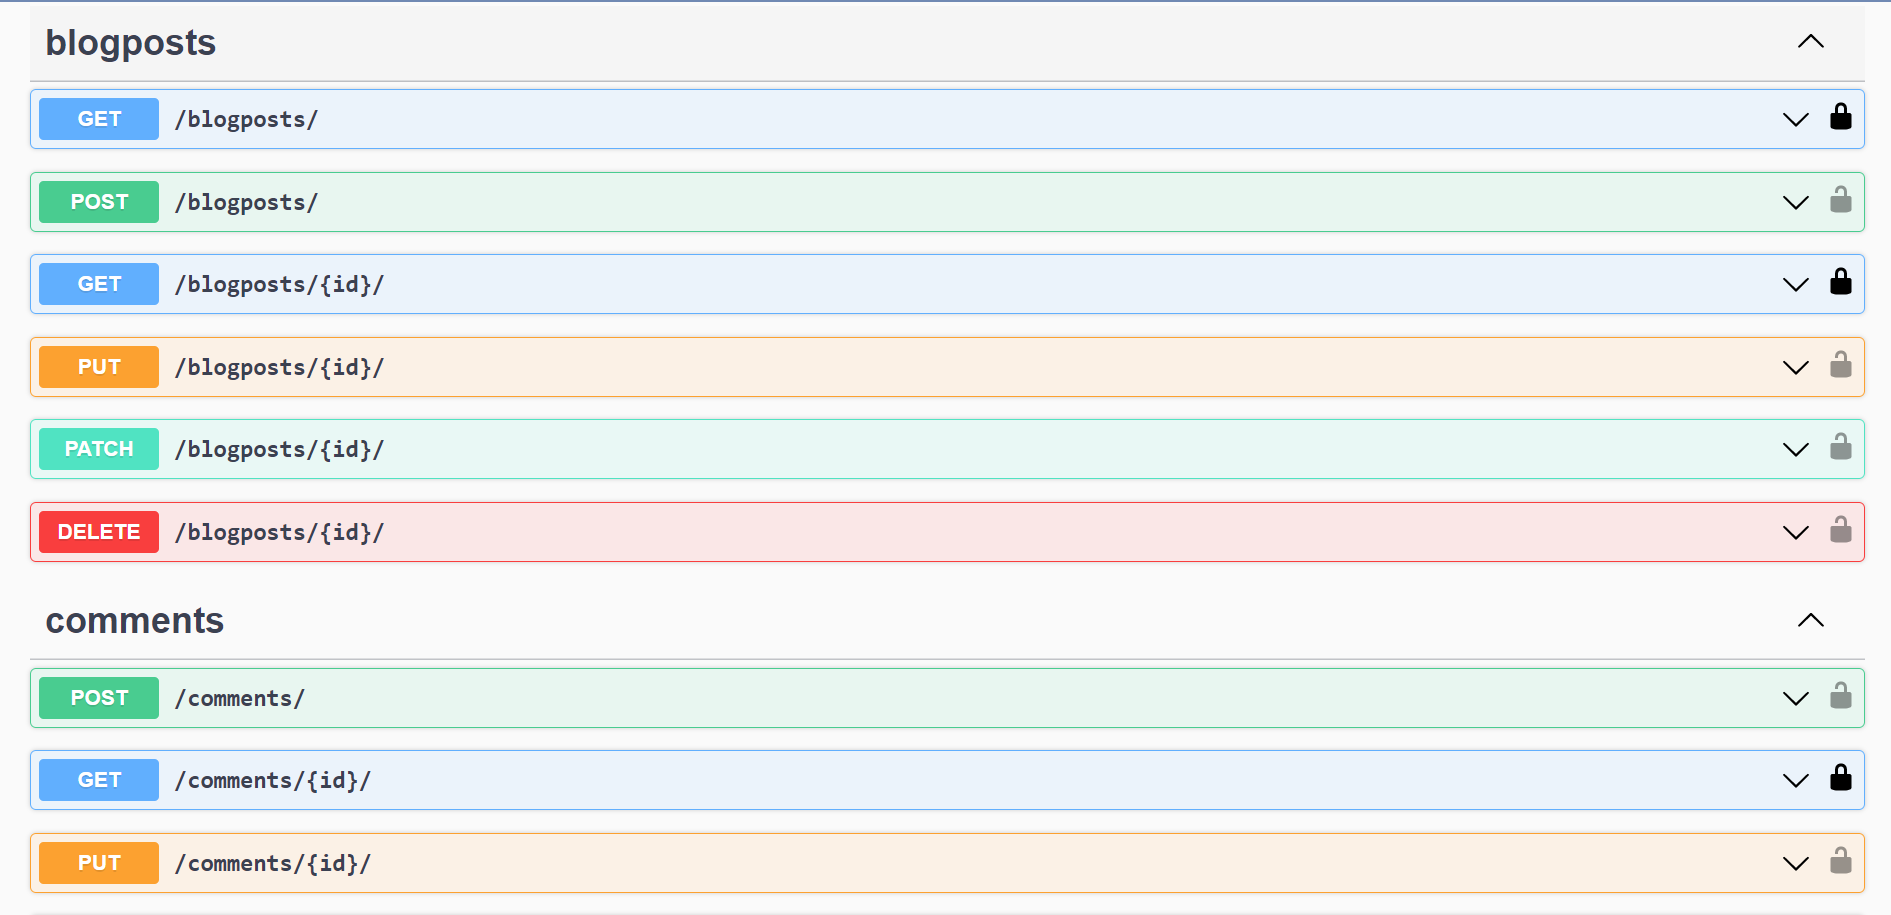 blogposts
GET /blogposts/
POST /blogposts/
GET /blogposts/{id}/
PUT /blogposts/{id}/
PATCH /blogposts/{id}/
DELETE /blogposts/{id}/
comments
POST /comments/
GET /comments/{id}/
PUT /comments/{id}/